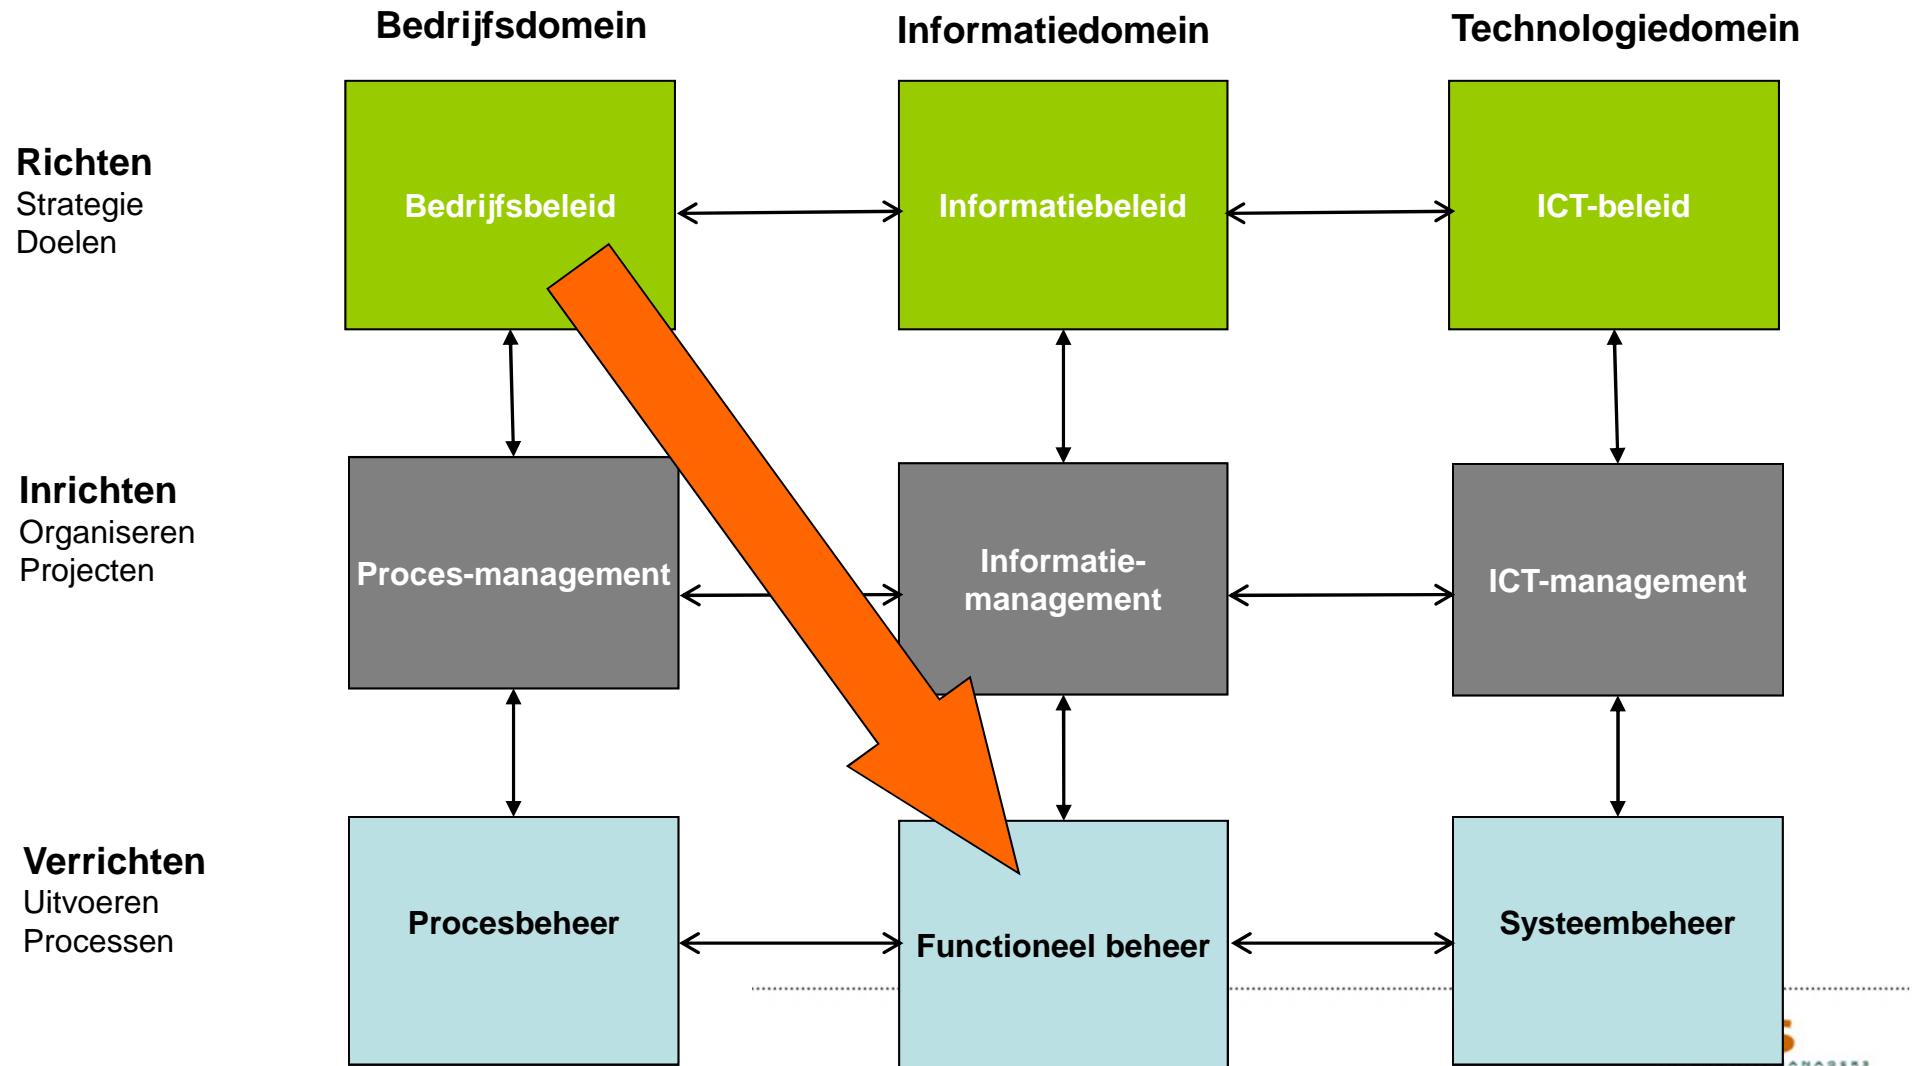 Bedrijfsdomein
Informatiedomein
Technologiedomein
Richten
Strategie
Doelen
Bedrijfsbeleid
Informatiebeleid
ICT-beleid
Inrichten
Organiseren
Projecten
Proces-management
Informatie-
management
ICT-management
Verrichten
Uitvoeren
Processen
Procesbeheer
Functioneel beheer
Systeembeheer